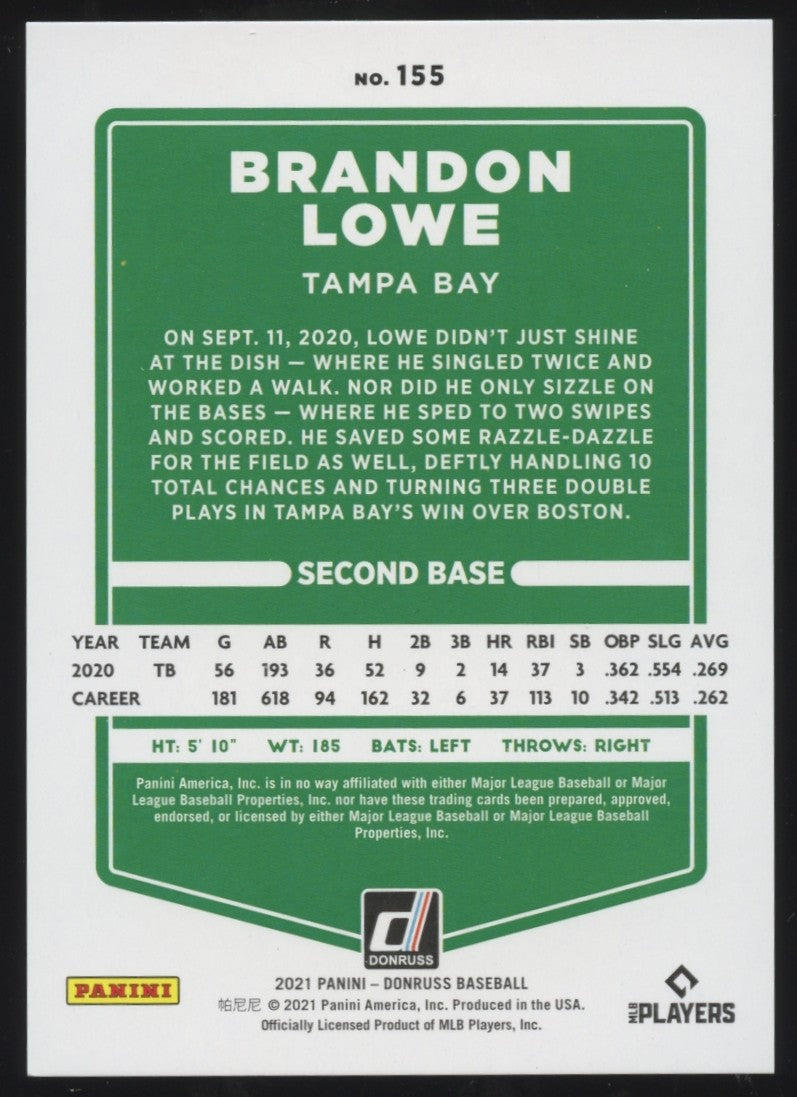 NO. 155
BRANDON
LOWE
TAMPA BAY
ON SEPT. 11, 2020, LOWE DIDN'T JUST SHINE
AT THE DISH — WHERE HE SINGLED TWICE AND
WORKED A WALK. NOR DID HE ONLY SIZZLE ON
THE BASES — WHERE HE SPED TO TWO SWIPES
AND SCORED. HE SAVED SOME RAZZLE-DAZZLE
FOR THE FIELD AS WELL, DEFTLY HANDLING 10
TOTAL CHANCES AND TURNING THREE DOUBLE
PLAYS IN TAMPA BAY'S WIN OVER BOSTON.
SECOND BASE
YEAR TEAM G AB R H 2B 3B HR RBI SB OBP SLG AVG
2020 TB 56 193 36 52 9 2 14 37 3 .362 .554 .269
CAREER 181 618 94 162 32 6 37 113 10 .342 .513 .262
HT: 5' 10" WT: 185 BATS: LEFT THROWS: RIGHT
Panini America, Inc. is in no way affiliated with either Major League Baseball or Major
League Baseball Properties, Inc. nor have these trading cards been prepared, approved,
endorsed, or licensed by either Major League Baseball or Major League Baseball
Properties, Inc.
d
DONRUSS
PANINI
2021 PANINI – DONRUSS BASEBALL
帕尼尼 © 2021 Panini America, Inc. Produced in the USA.
Officially Licensed Product of MLB Players, Inc.
MLB PLAYERS